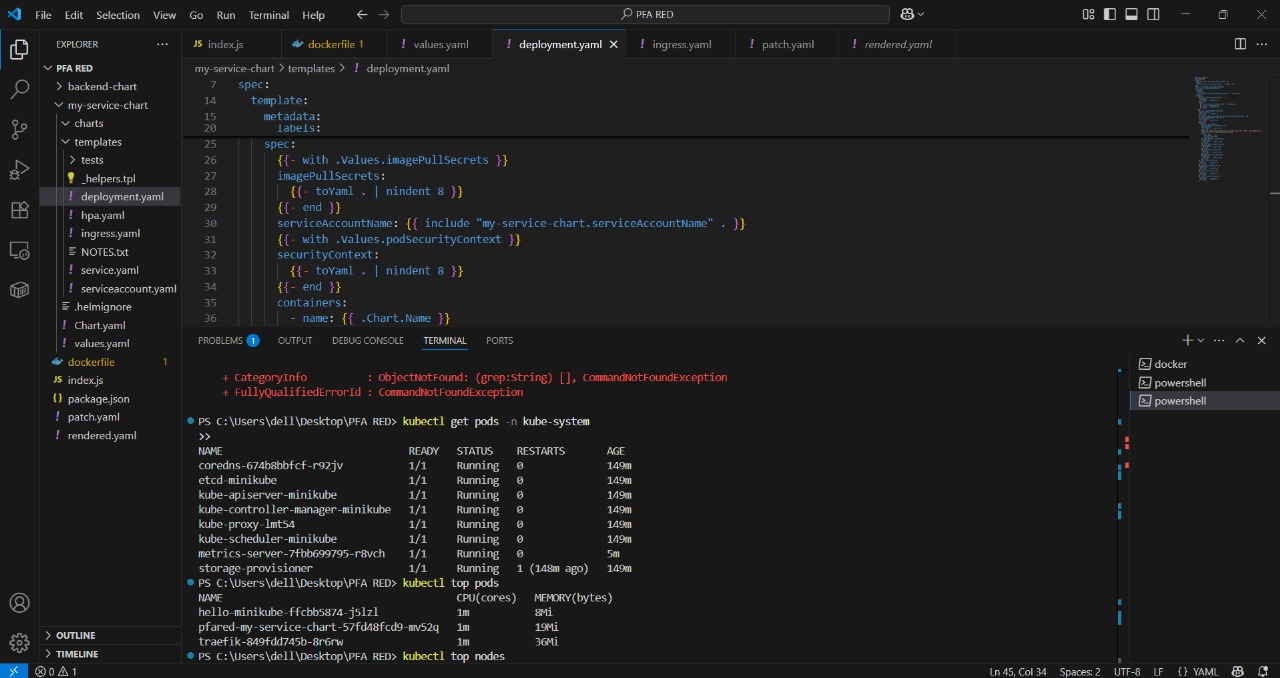 File Edit Selection View Go Run Terminal Help PFA RED
EXPLORER
PFA RED
backend-chart
my-service-chart
charts
templates
tests
_helpers.tpl
deployment.yaml
hpa.yaml
ingress.yaml
NOTES.txt
service.yaml
serviceaccount.yaml
.helmignore
Chart.yaml
values.yaml
dockerfile 1
index.js
package.json
patch.yaml
rendered.yaml
OUTLINE
TIMELINE
JS index.js dockerfile 1 ! values.yaml ! deployment.yaml ! ingress.yaml ! patch.yaml ! rendered.yaml
my-service-chart > templates > ! deployment.yaml
7 spec:
14 template:
15 metadata:
20 labels:
25 spec:
26 {{- with .Values.imagePullSecrets }}
27 imagePullSecrets:
28 {{- toYaml . | nindent 8 }}
29 {{- end }}
30 serviceAccountName: {{ include "my-service-chart.serviceAccountName" . }}
31 {{- with .Values.podSecurityContext }}
32 securityContext:
33 {{- toYaml . | nindent 8 }}
34 {{- end }}
35 containers:
36 - name: {{ .Chart.Name }}
PROBLEMS 1 OUTPUT DEBUG CONSOLE TERMINAL PORTS
+ CategoryInfo : ObjectNotFound: (grep:String) [], CommandNotFoundException
+ FullyQualifiedErrorId : CommandNotFoundException
PS C:\Users\dell\Desktop\PFA RED> kubectl get pods -n kube-system
>>
NAME READY STATUS RESTARTS AGE
coredns-674b8bbfcf-r92jv 1/1 Running 0 149m
etcd-minikube 1/1 Running 0 149m
kube-apiserver-minikube 1/1 Running 0 149m
kube-controller-manager-minikube 1/1 Running 0 149m
kube-proxy-lmt54 1/1 Running 0 149m
kube-scheduler-minikube 1/1 Running 0 149m
metrics-server-7fbb699795-r8vch 1/1 Running 0 5m
storage-provisioner 1/1 Running 1 (148m ago) 149m
PS C:\Users\dell\Desktop\PFA RED> kubectl top pods
NAME CPU(cores) MEMORY(bytes)
hello-minikube-ffcbb5874-j5lzl 1m 8Mi
pfared-my-service-chart-57fd48fcd9-mv52q 1m 19Mi
traefik-849fdd745b-8r6rw 1m 36Mi
PS C:\Users\dell\Desktop\PFA RED> kubectl top nodes
docker
powershell
powershell
0 1 Ln 45, Col 34 Spaces: 2 UTF-8 LF {} YAML